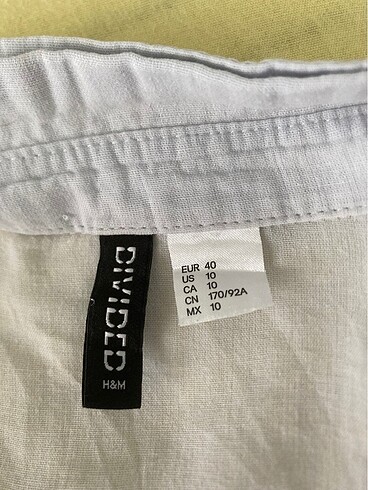 DIVIDED
H&M
EUR 40
US 10
CA 10
CN 170/92A
MX 10